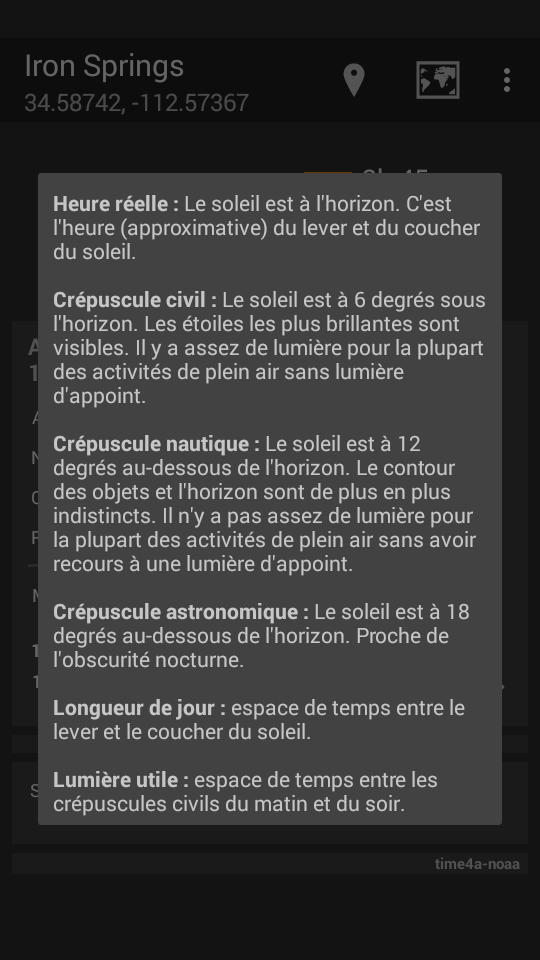 Iron Springs
34.58742, -112.57367
Heure réelle : Le soleil est à l'horizon. C'est
l'heure (approximative) du lever et du coucher
du soleil.
Crépuscule civil : Le soleil est à 6 degrés sous
l'horizon. Les étoiles les plus brillantes sont
visibles. Il y a assez de lumière pour la plupart
des activités de plein air sans lumière
d'appoint.
Crépuscule nautique : Le soleil est à 12
degrés au-dessous de l'horizon. Le contour
des objets et l'horizon sont de plus en plus
indistincts. Il n'y a pas assez de lumière pour
la plupart des activités de plein air sans avoir
recours à une lumière d'appoint.
Crépuscule astronomique : Le soleil est à 18
degrés au-dessous de l'horizon. Proche de
l'obscurité nocturne.
Longueur de jour : espace de temps entre le
lever et le coucher du soleil.
Lumière utile : espace de temps entre les
crépuscules civils du matin et du soir.
time4a-noaa